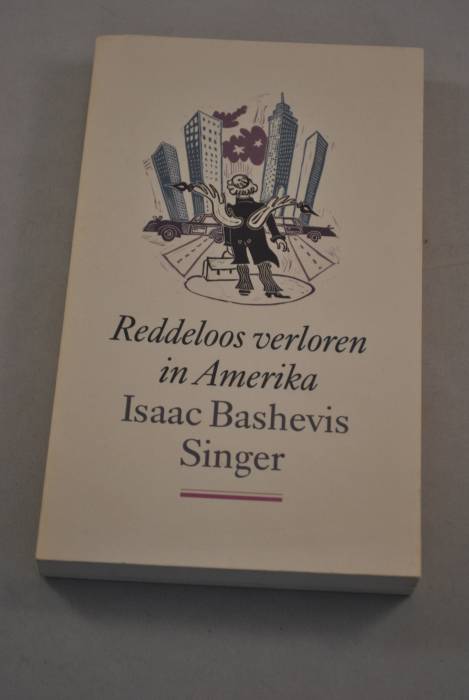 Reddeloos verloren
in Amerika
Isaac Bashevis
Singer